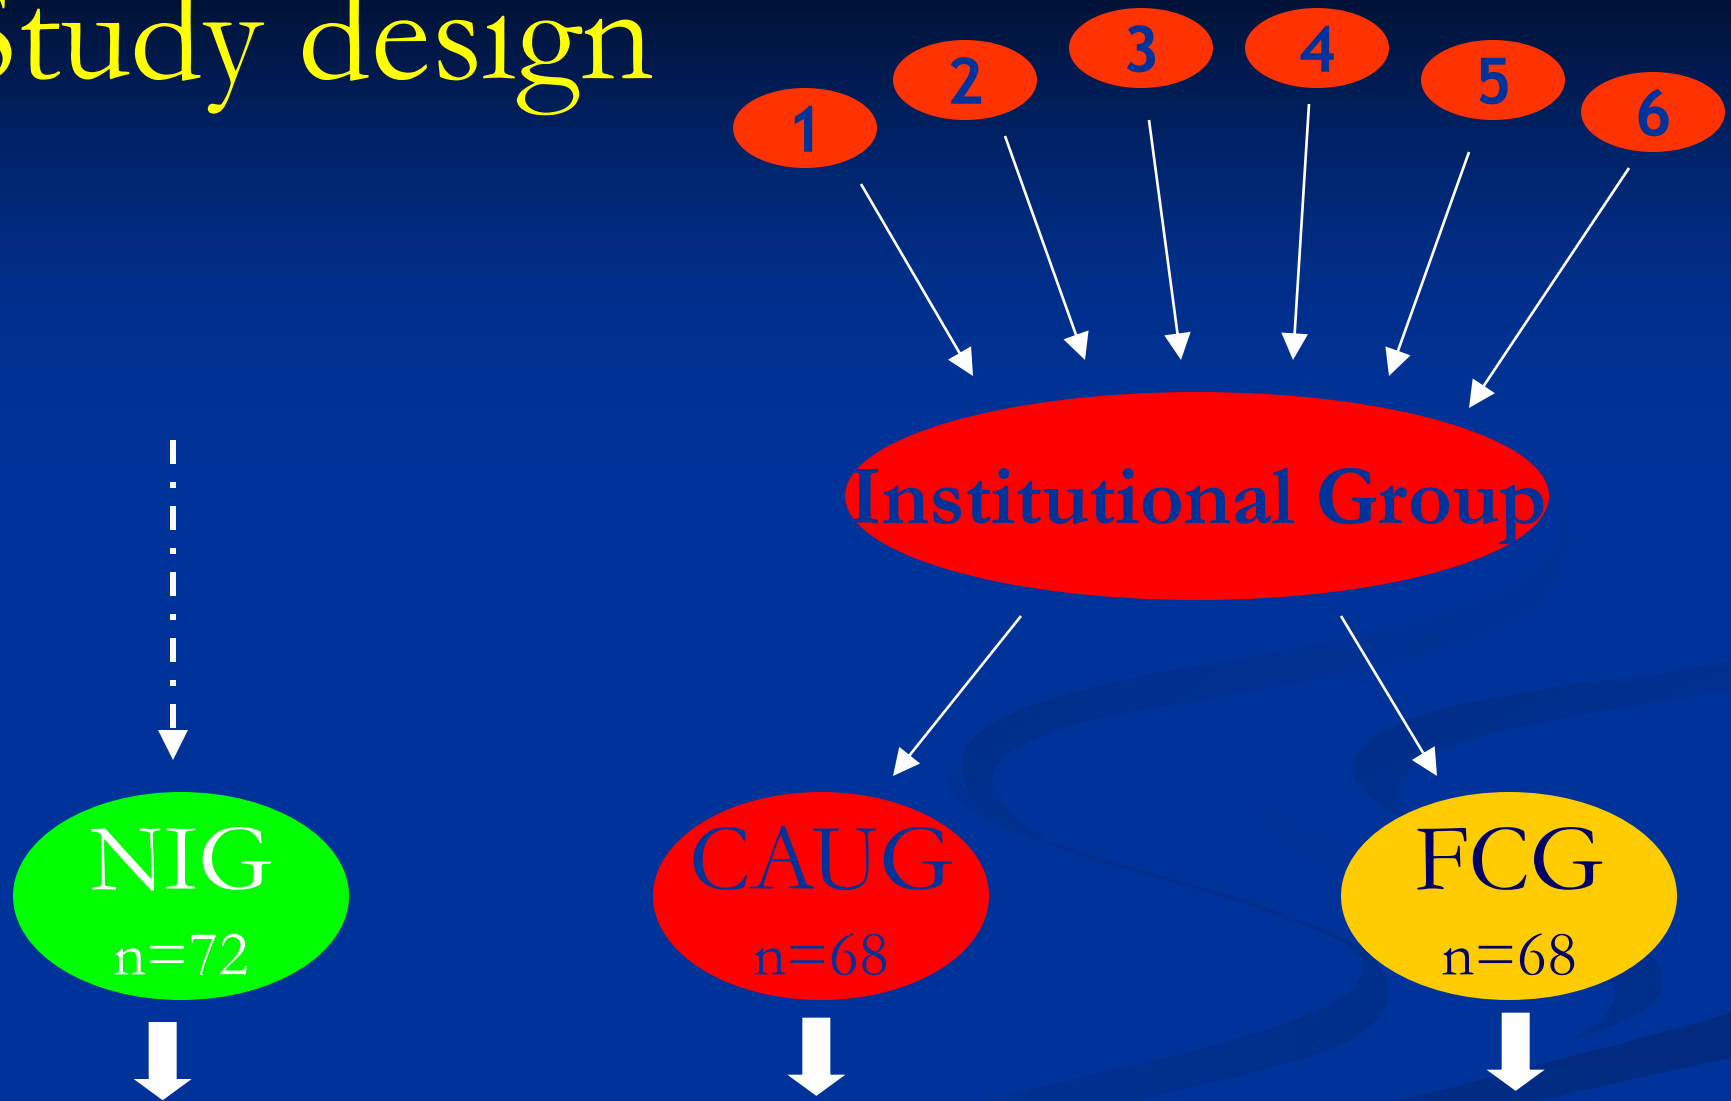 Study design
1
2
3
4
5
6
Institutional Group
NIG
n=72
CAUG
n=68
FCG
n=68